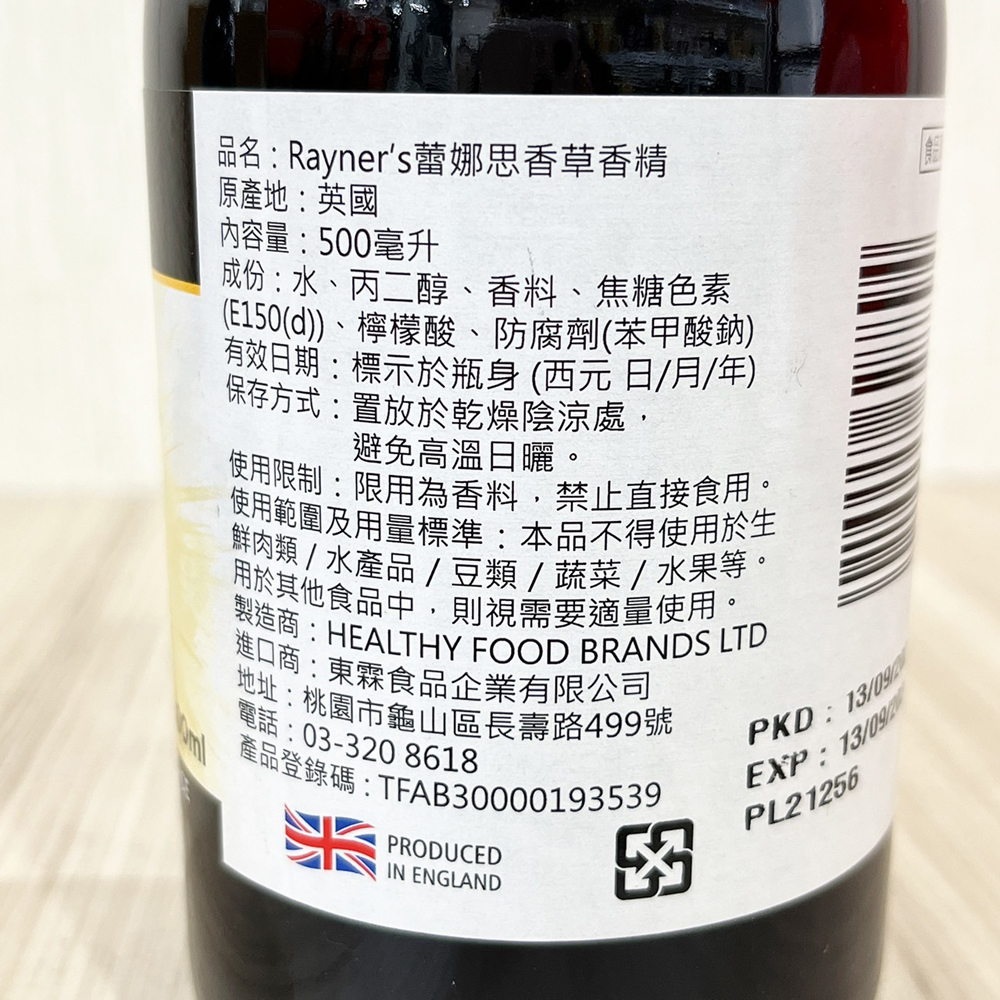 品名：Rayner's蕾娜思香草香精
原產地：英國
內容量：500毫升
成份：水、丙二醇、香料、焦糖色素
(E150(d))、檸檬酸、防腐劑(苯甲酸鈉)
有效日期：標示於瓶身 (西元 日/月/年)
保存方式：置放於乾燥陰涼處，
避免高溫日曬。
使用限制：限用為香料，禁止直接食用。
使用範圍及用量標準：本品不得使用於生
鮮肉類 / 水產品 / 豆類 / 蔬菜 / 水果等。
用於其他食品中，則視需要適量使用。
製造商：HEALTHY FOOD BRANDS LTD
進口商：東霖食品企業有限公司
地址：桃園市龜山區長壽路499號
電話：03-320 8618
產品登錄碼：TFAB30000193539
PRODUCED
IN ENGLAND
PKD：13/09/
EXP：13/09/
PL21256